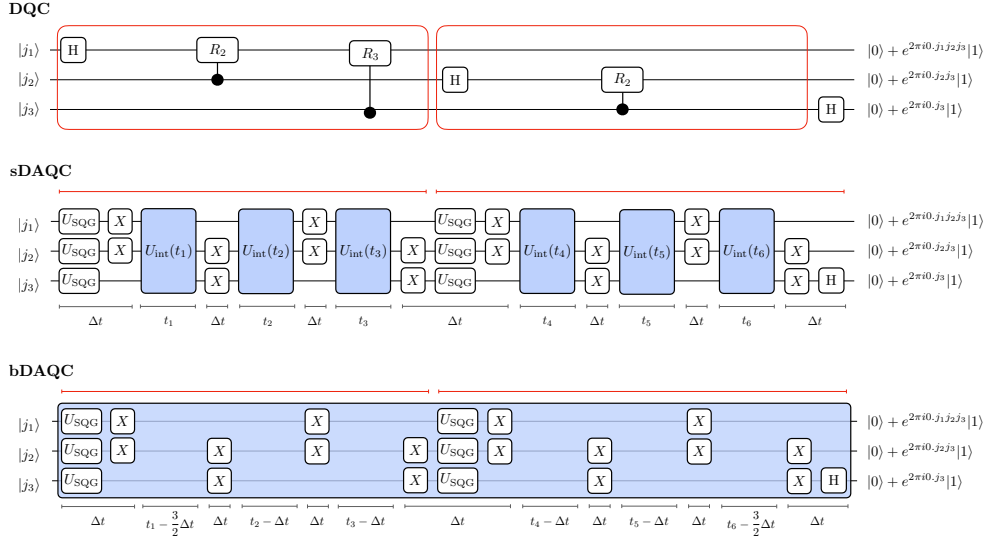 DQC
|j₁⟩ H R₂ R₃ |0⟩ + e^{2πi0.j₁j₂j₃}|1⟩
|j₂⟩ H R₂ |0⟩ + e^{2πi0.j₂j₃}|1⟩
|j₃⟩ H |0⟩ + e^{2πi0.j₃}|1⟩
sDAQC
|j₁⟩ U_SQG X X U_SQG X X |0⟩ + e^{2πi0.j₁j₂j₃}|1⟩
|j₂⟩ U_SQG X U_int(t₁) X U_int(t₂) X U_int(t₃) X U_SQG X U_int(t₄) X U_int(t₅) X U_int(t₆) X |0⟩ + e^{2πi0.j₂j₃}|1⟩
|j₃⟩ U_SQG X X U_SQG X X H |0⟩ + e^{2πi0.j₃}|1⟩
Δt t₁ Δt t₂ Δt t₃ Δt t₄ Δt t₅ Δt t₆ Δt
bDAQC
|j₁⟩ U_SQG X X U_SQG X X |0⟩ + e^{2πi0.j₁j₂j₃}|1⟩
|j₂⟩ U_SQG X X X X U_SQG X X X X |0⟩ + e^{2πi0.j₂j₃}|1⟩
|j₃⟩ U_SQG X X U_SQG X X H |0⟩ + e^{2πi0.j₃}|1⟩
Δt t₁ − 3/2Δt Δt t₂ − Δt Δt t₃ − Δt Δt t₄ − Δt Δt t₅ − Δt Δt t₆ − 3/2Δt Δt